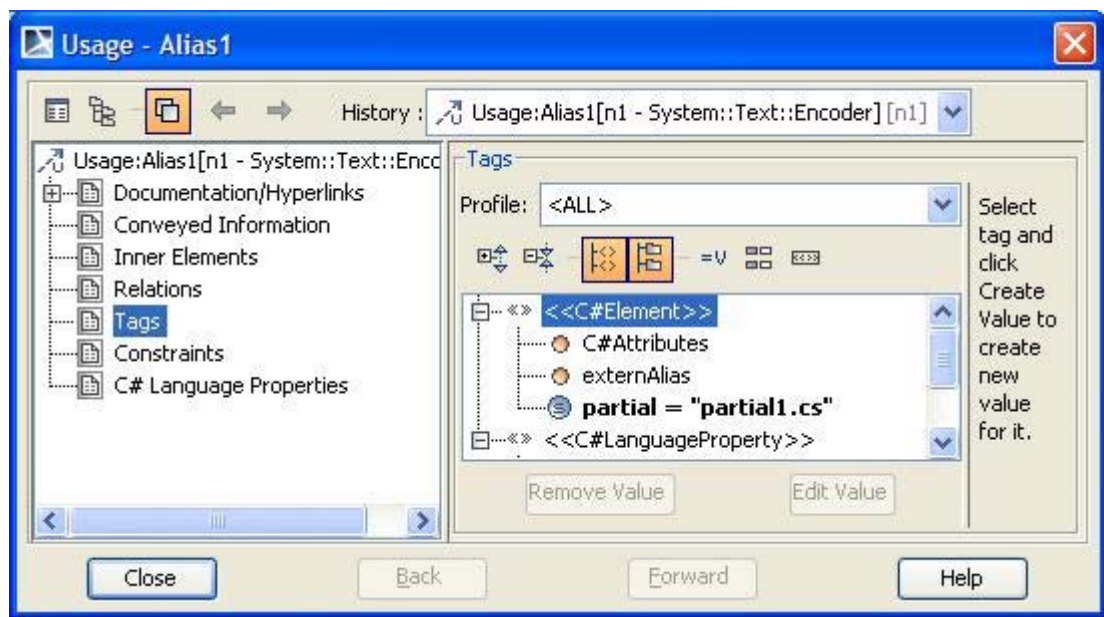 Usage - Alias1
History : Usage:Alias1[n1 - System::Text::Encoder] [n1]
Usage:Alias1[n1 - System::Text::Enco
Documentation/Hyperlinks
Conveyed Information
Inner Elements
Relations
Tags
Constraints
C# Language Properties
Tags
Profile: <ALL>
=V
<<C#Element>>
C#Attributes
externAlias
partial = "partial1.cs"
<<C#LanguageProperty>>
Remove Value Edit Value
Select
tag and
click
Create
Value to
create
new
value
for it.
Close Back Forward Help